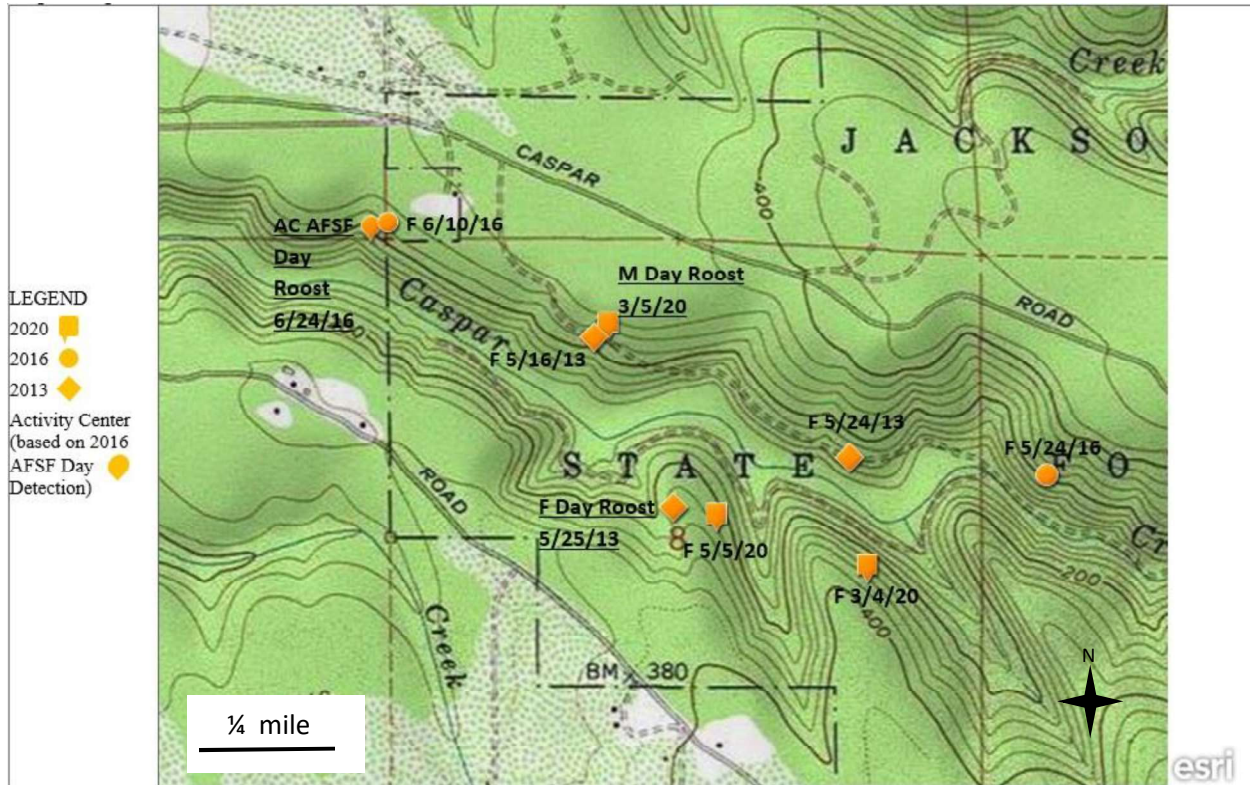 Creek
J A C K S O
CASPAR
400
AC AFSF
Day
Roost
6/24/16
F 6/10/16
M Day Roost
3/5/20
LEGEND
2020
2016
2013
Activity Center
(based on 2016
AFSF Day
Detection)
Caspar
ROAD
F 5/16/13
F 5/24/13
F 5/24/16
S T A T E
F O
ROAD
F Day Roost
5/25/13
8
F 5/5/20
F 3/4/20
Cr
200
400
Creek
BM 380
N
¼ mile
esri